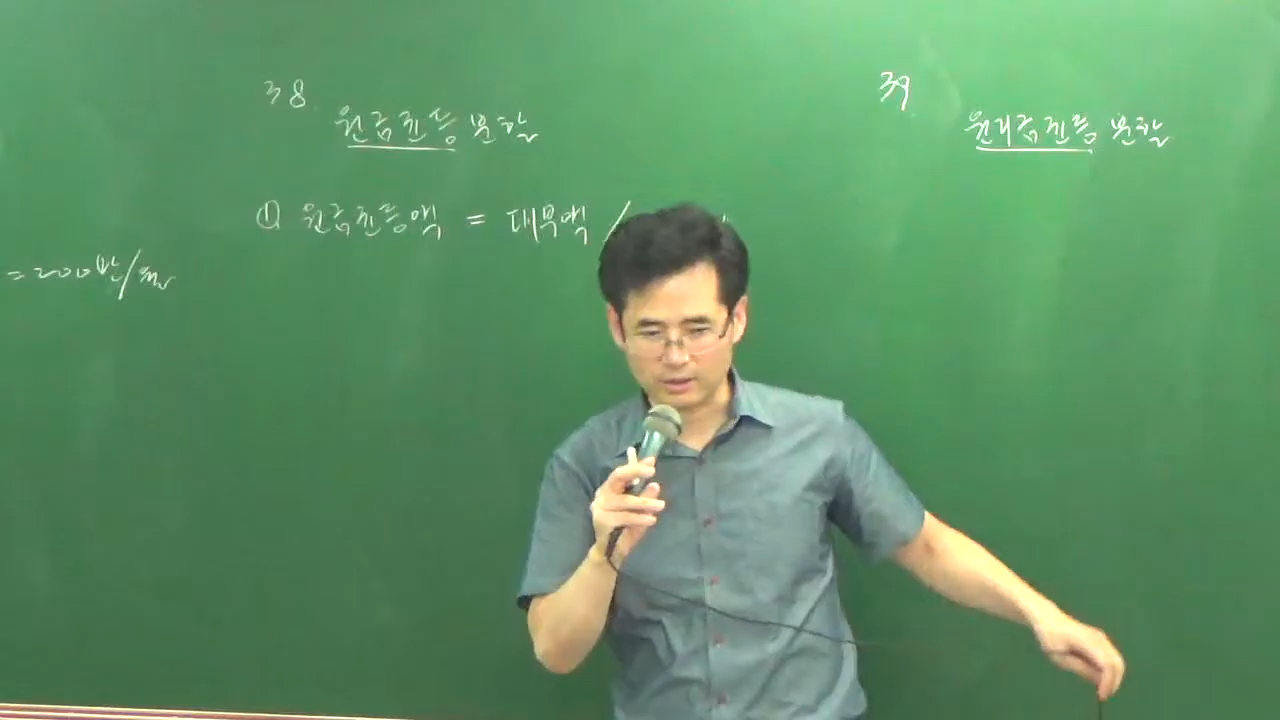 38.
원금균등 분할
① 원금균등액 = 대부액 /
= 200만/월
39
원리금균등 분할